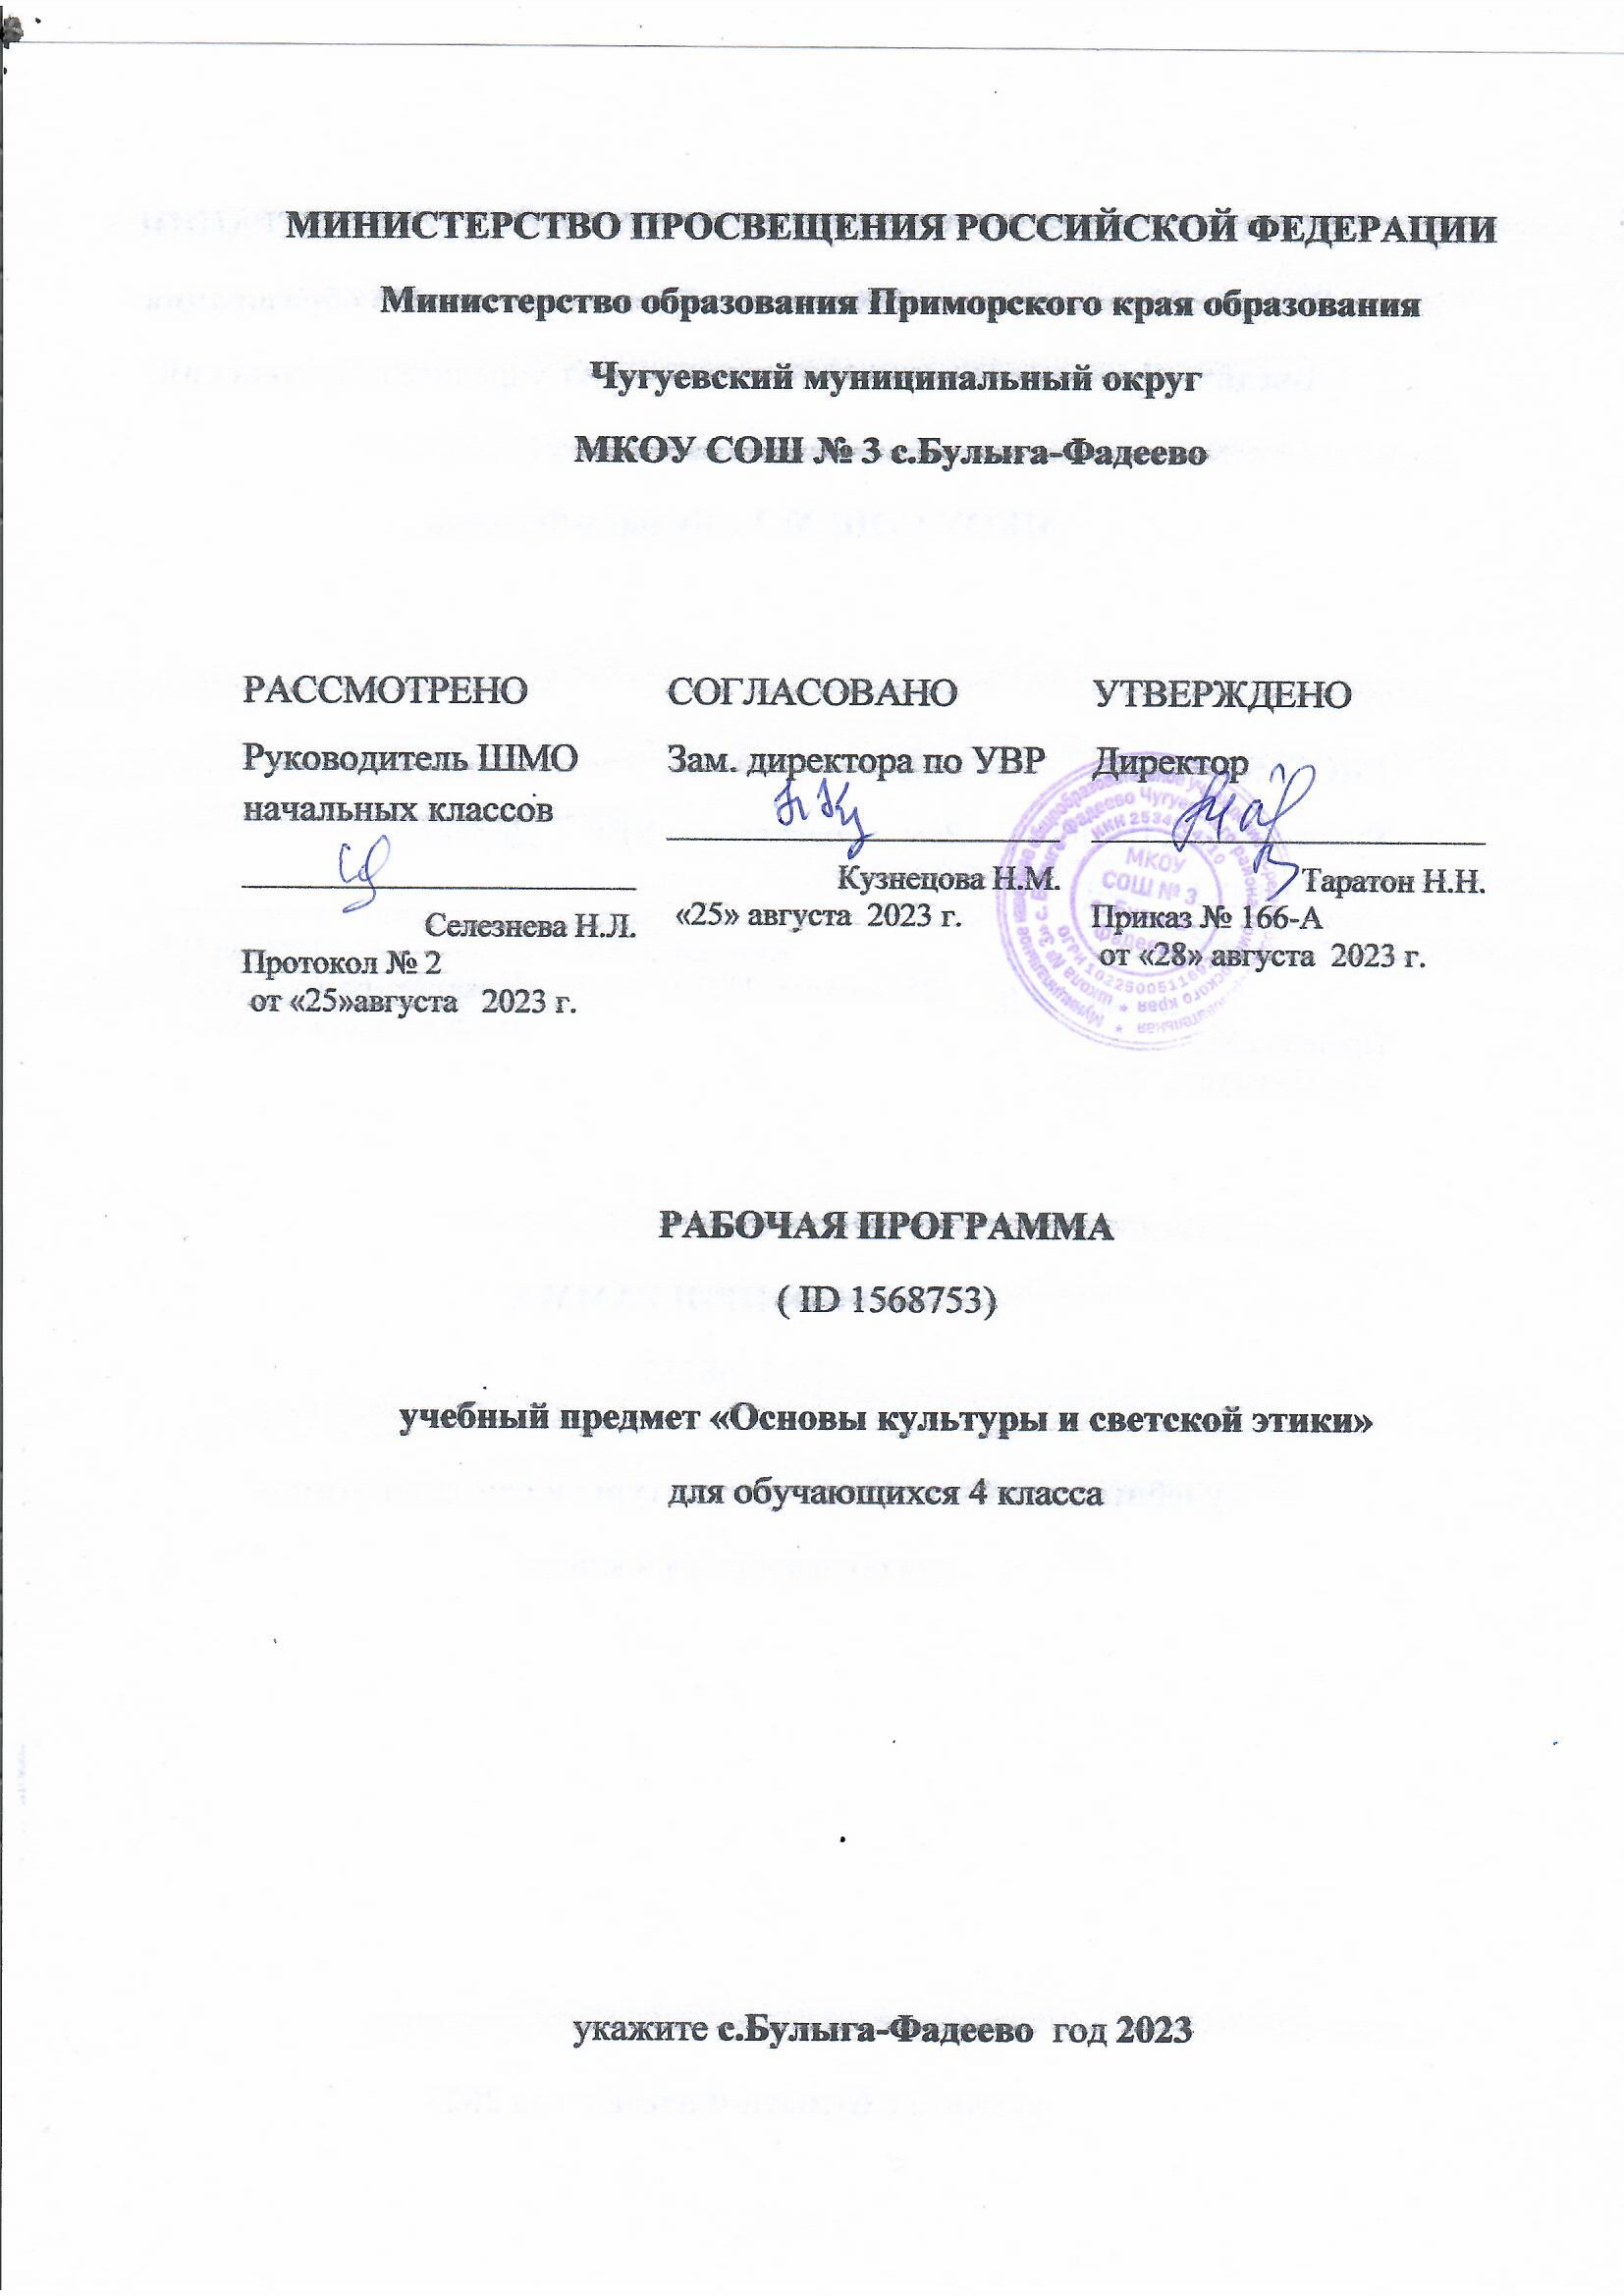 МИНИСТЕРСТВО ПРОСВЕЩЕНИЯ РОССИЙСКОЙ ФЕДЕРАЦИИ
Министерство образования Приморского края образования
Чугуевский муниципальный округ
МКОУ СОШ № 3 с.Булыга-Фадеево
РАССМОТРЕНО
Руководитель ШМО
начальных классов
Селезнева Н.Л.
Протокол № 2
от «25»августа 2023 г.
СОГЛАСОВАНО
Зам. директора по УВР
Кузнецова Н.М.
«25» августа 2023 г.
УТВЕРЖДЕНО
Директор
Таратон Н.Н.
Приказ № 166-А
от «28» августа 2023 г.
МКОУ
СОШ № 3
РАБОЧАЯ ПРОГРАММА
( ID 1568753)
учебный предмет «Основы культуры и светской этики»
для обучающихся 4 класса
укажите с.Булыга-Фадеево год 2023